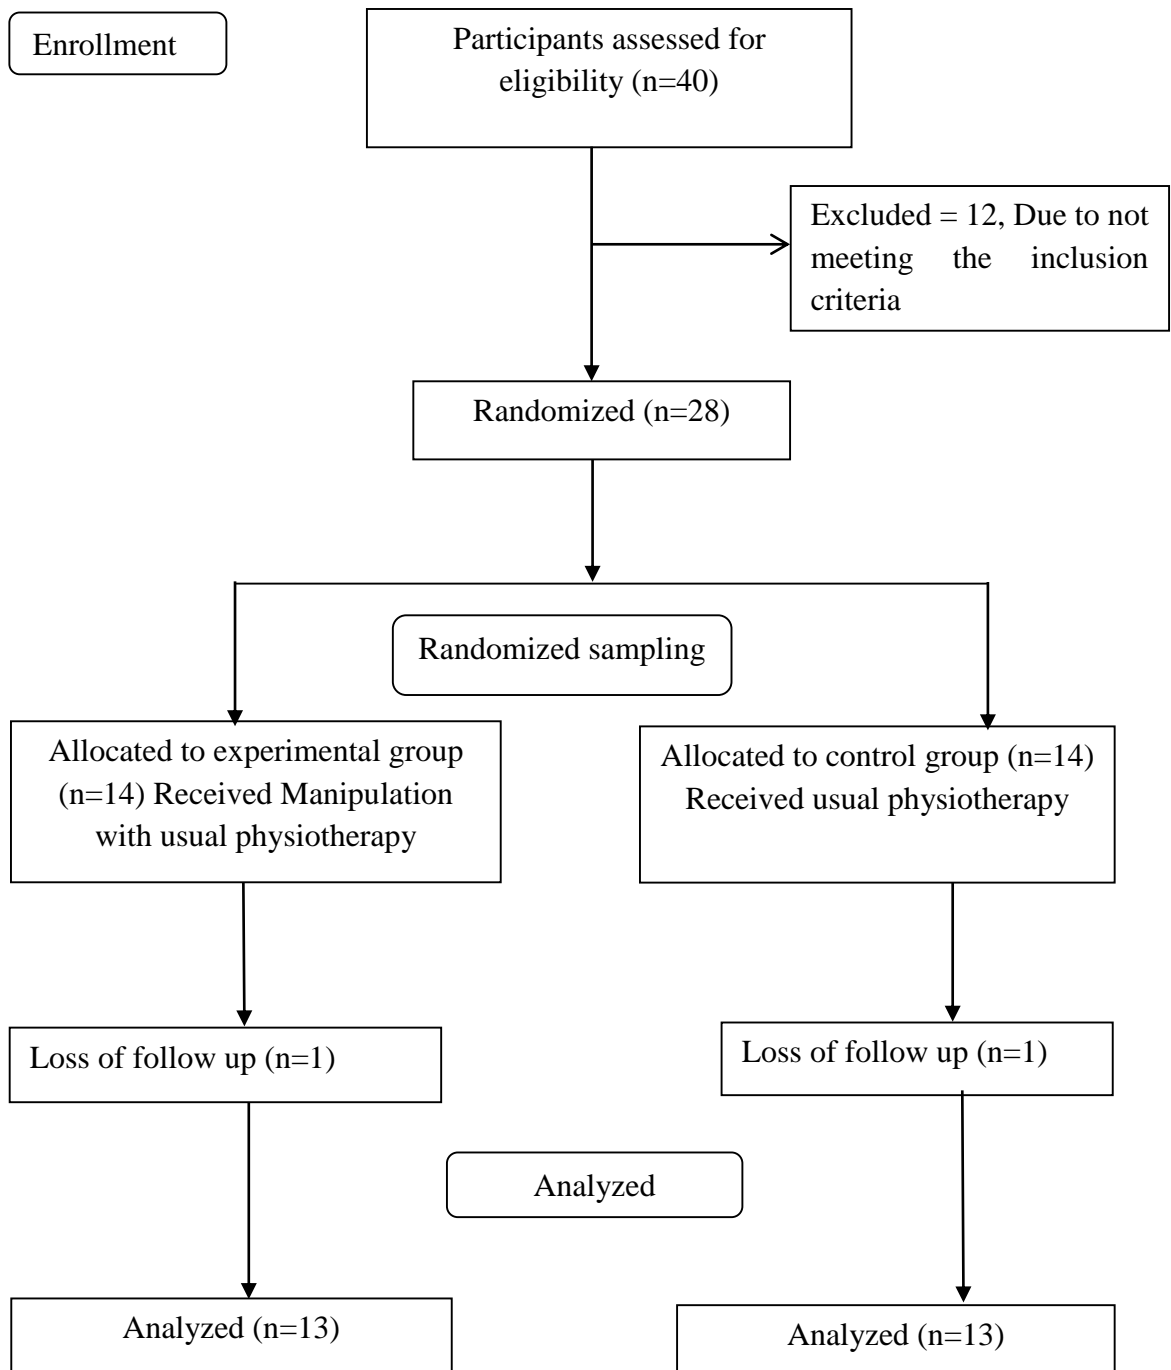 Enrollment
Participants assessed for
eligibility (n=40)
Excluded = 12, Due to not
meeting the inclusion
criteria
Randomized (n=28)
Randomized sampling
Allocated to experimental group
(n=14) Received Manipulation
with usual physiotherapy
Allocated to control group (n=14)
Received usual physiotherapy
Loss of follow up (n=1)
Loss of follow up (n=1)
Analyzed
Analyzed (n=13)
Analyzed (n=13)